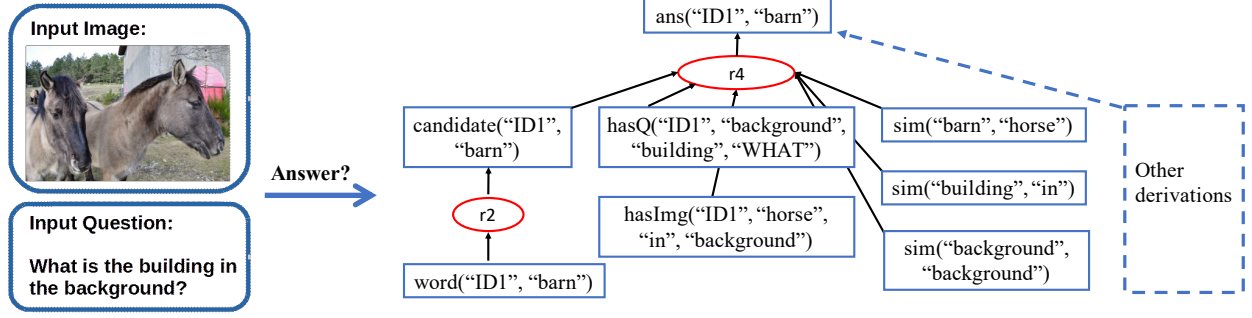 Input Image:
Input Question:
What is the building in
the background?
Answer?
ans(“ID1”, “barn”)
r4
candidate(“ID1”,
“barn”)
hasQ(“ID1”, “background”,
“building”,“WHAT”)
sim(“barn”,“horse”)
r2
hasImg(“ID1”, “horse”,
“in”, “background”)
sim(“building”,“in”)
word(“ID1”, “barn”)
sim(“background”,
“background”)
Other
derivations